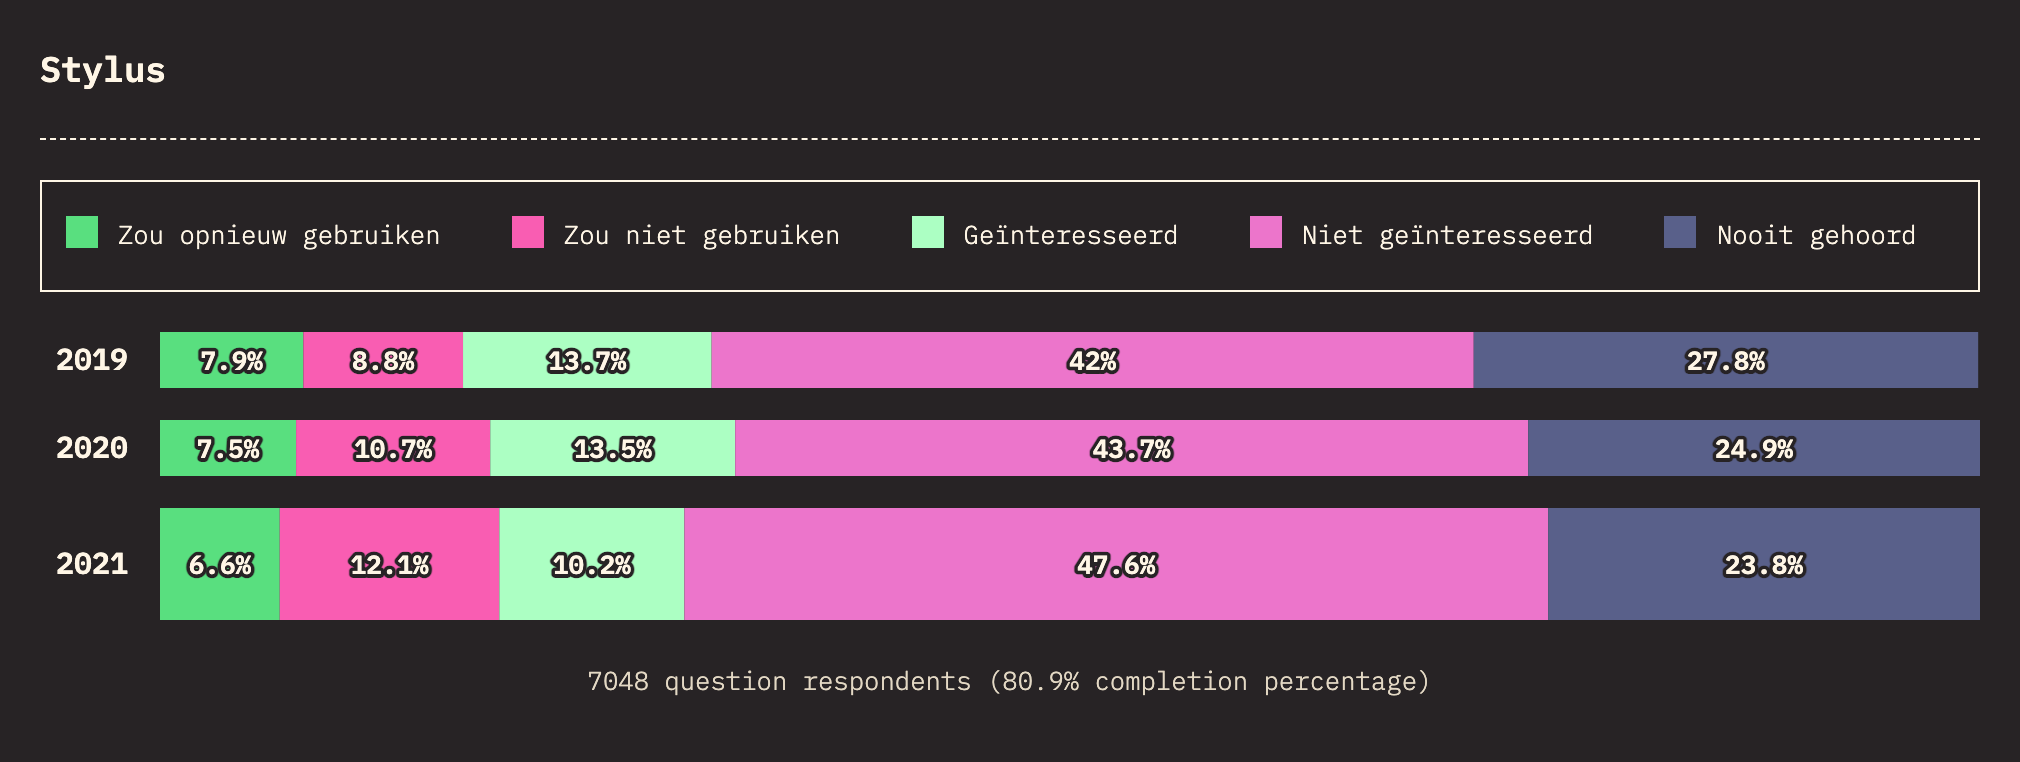 Stylus
Zou opnieuw gebruiken Zou niet gebruiken Geïnteresseerd Niet geïnteresseerd Nooit gehoord
2019 7.9% 8.8% 13.7% 42% 27.8%
2020 7.5% 10.7% 13.5% 43.7% 24.9%
2021 6.6% 12.1% 10.2% 47.6% 23.8%
7048 question respondents (80.9% completion percentage)